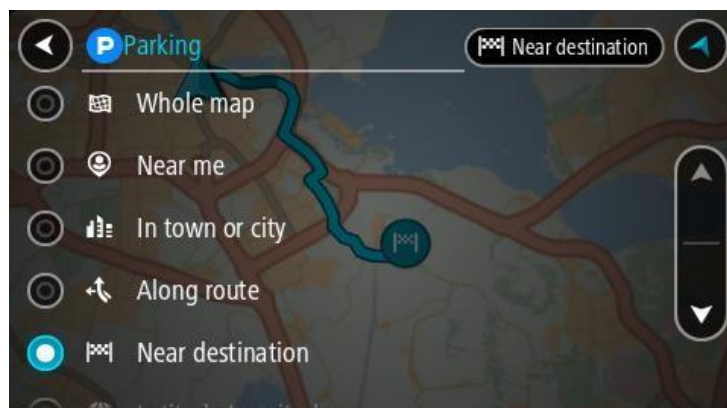 P Parking
Near destination
Whole map
Near me
In town or city
Along route
Near destination